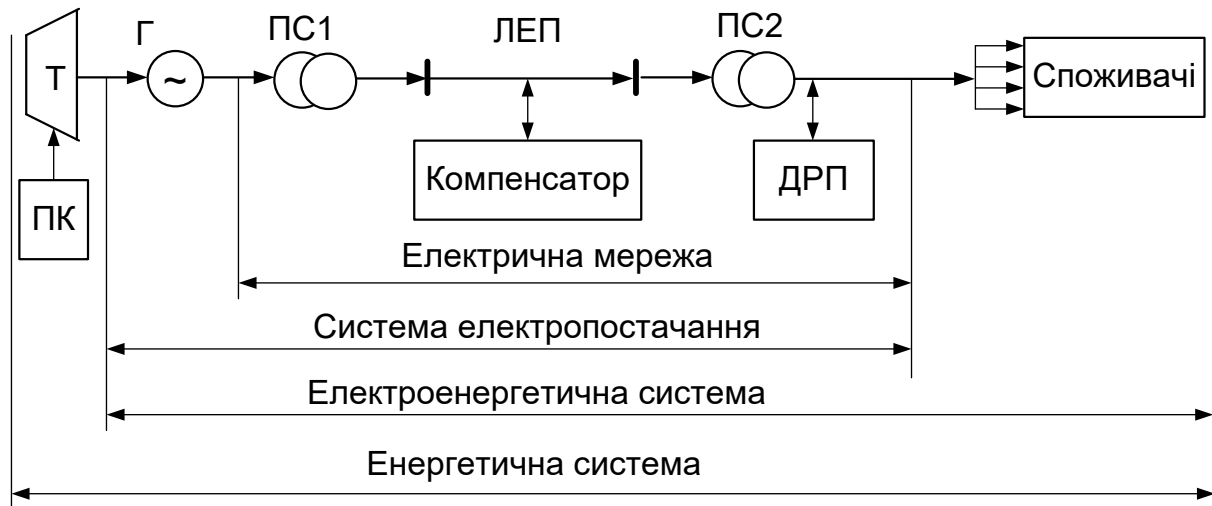 Г
ПС1
ЛЕП
ПС2
Т
~
Споживачі
Компенсатор
ДРП
ПК
Електрична мережа
Система електропостачання
Електроенергетична система
Енергетична система